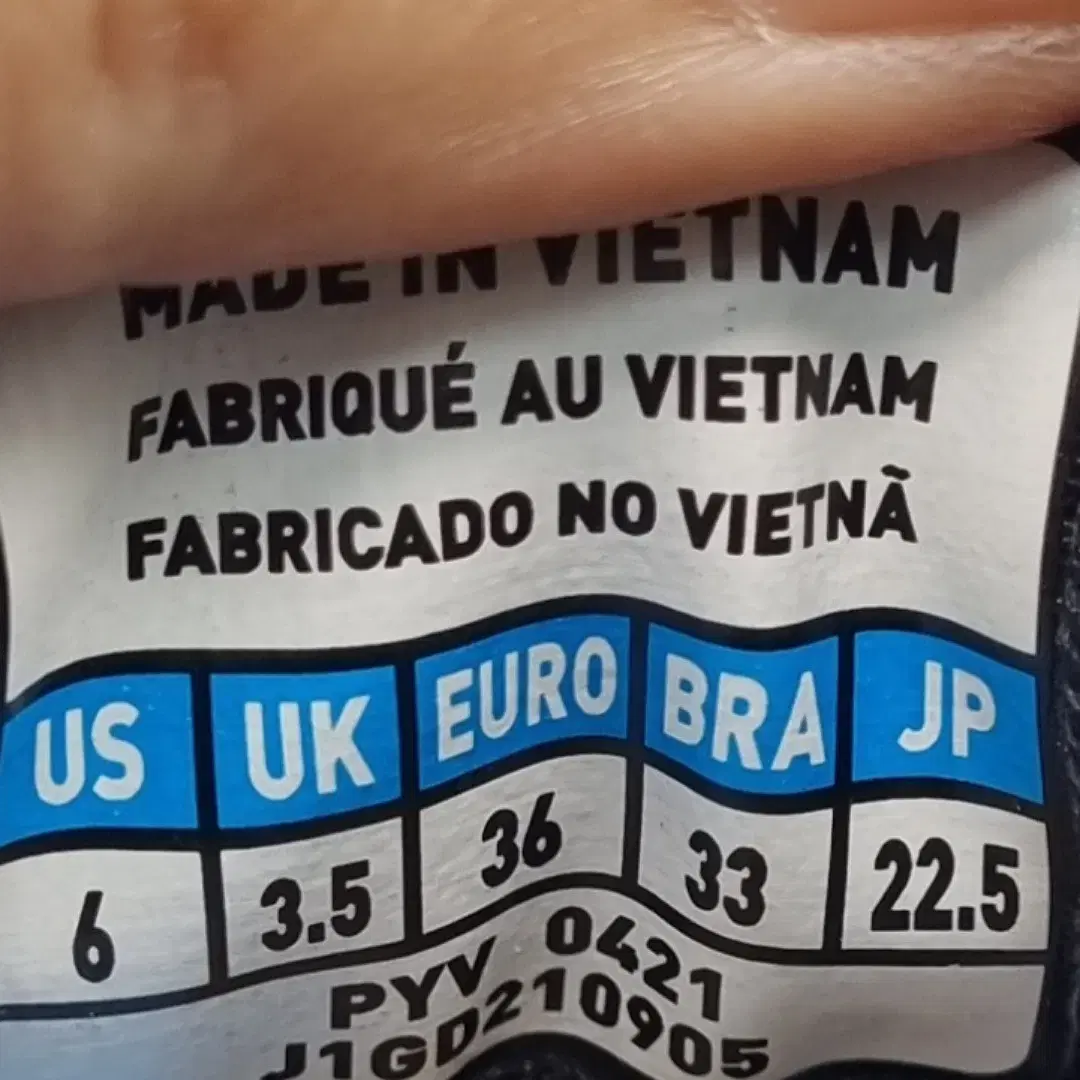 MADE IN VIETNAM
FABRIQUÉ AU VIETNAM
FABRICADO NO VIETNÃ
US UK EURO BRA JP
6 3.5 36 33 22.5
PYV 0421
J1GD210905